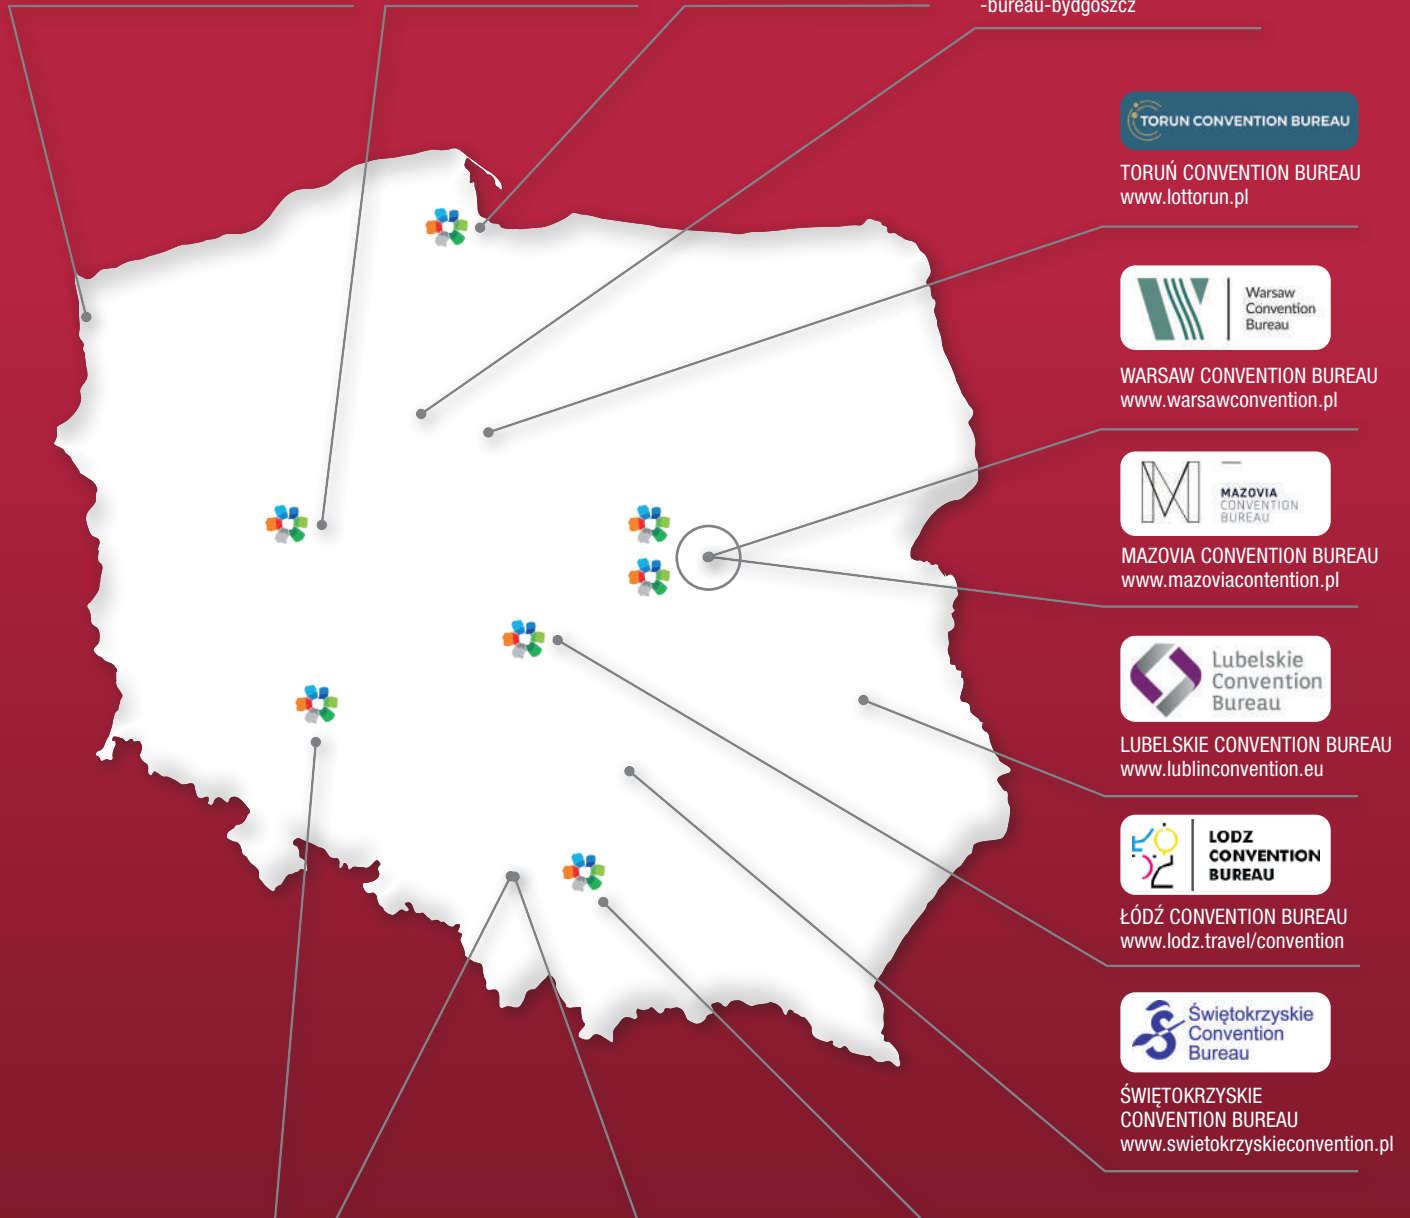 -bureau-bydgoszcz
TORUN CONVENTION BUREAU
TORUŃ CONVENTION BUREAU
www.lottorun.pl
Warsaw
Convention
Bureau
WARSAW CONVENTION BUREAU
www.warsawconvention.pl
MAZOVIA
CONVENTION
BUREAU
MAZOVIA CONVENTION BUREAU
www.mazoviacontention.pl
Lubelskie
Convention
Bureau
LUBELSKIE CONVENTION BUREAU
www.lublinconvention.eu
LODZ
CONVENTION
BUREAU
ŁÓDŹ CONVENTION BUREAU
www.lodz.travel/convention
Świętokrzyskie
Convention
Bureau
ŚWIĘTOKRZYSKIE
CONVENTION BUREAU
www.swietokrzyskieconvention.pl